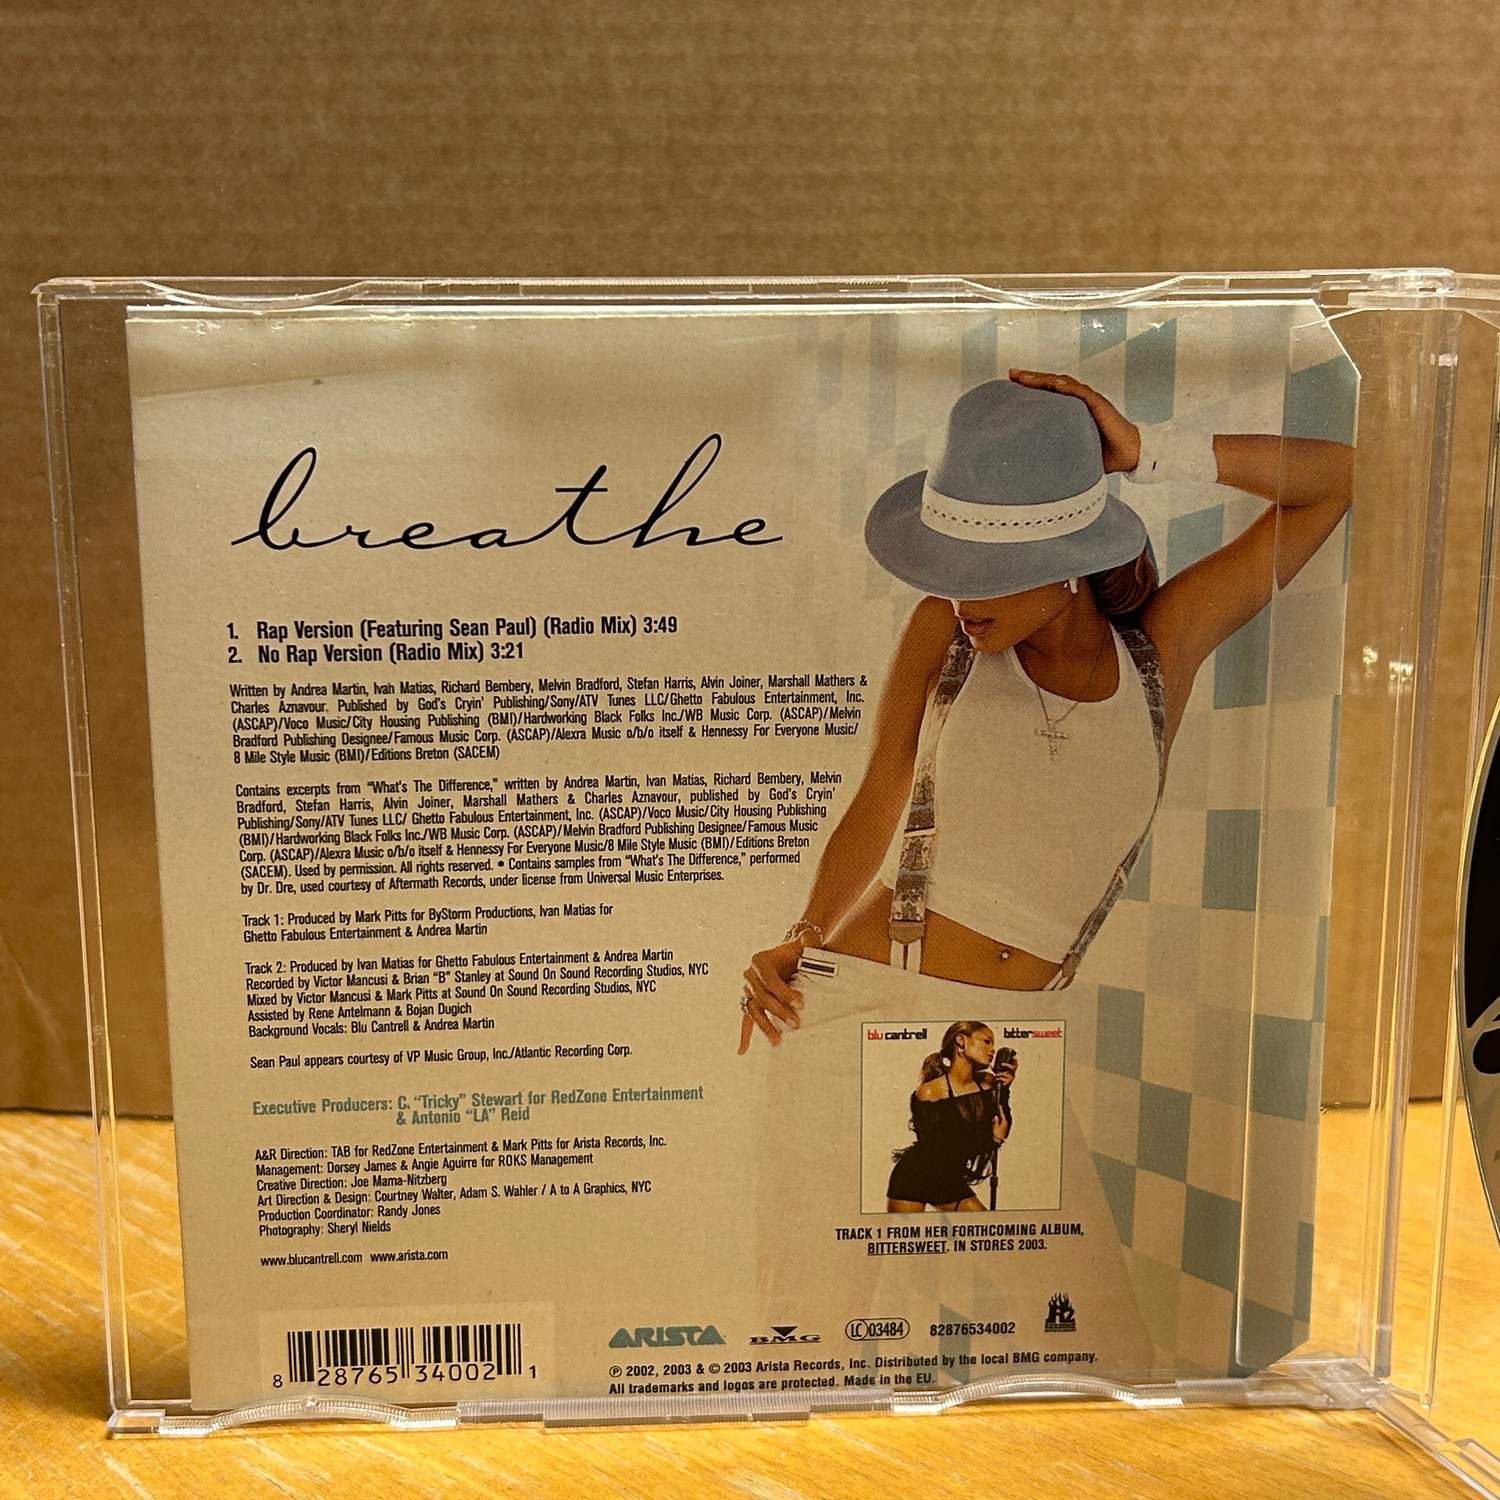 breathe
1. Rap Version (Featuring Sean Paul) (Radio Mix) 3:49
2. No Rap Version (Radio Mix) 3:21
Written by Andrea Martin, Ivah Matias, Richard Bembery, Melvin Bradford, Stefan Harris, Alvin Joiner, Marshall Mathers &
Charles Aznavour. Published by God's Cryin' Publishing/Sony/ATV Tunes LLC/Ghetto Fabulous Entertainment, Inc.
(ASCAP)/Voco Music/City Housing Publishing (BMI)/Hardworking Black Folks Inc./WB Music Corp. (ASCAP)/Melvin
Bradford Publishing Designee/Famous Music Corp. (ASCAP)/Alexra Music o/b/o itself & Hennessy For Everyone Music/
8 Mile Style Music (BMI)/Editions Breton (SACEM)
Contains excerpts from "What's The Difference," written by Andrea Martin, Ivan Matias, Richard Bembery, Melvin
Bradford, Stefan Harris, Alvin Joiner, Marshall Mathers & Charles Aznavour, published by God's Cryin'
Publishing/Sony/ATV Tunes LLC/ Ghetto Fabulous Entertainment, Inc. (ASCAP)/Voco Music/City Housing Publishing
(BMI)/Hardworking Black Folks Inc./WB Music Corp. (ASCAP)/Melvin Bradford Publishing Designee/Famous Music
Corp. (ASCAP)/Alexra Music o/b/o itself & Hennessy For Everyone Music/8 Mile Style Music (BMI)/Editions Breton
(SACEM). Used by permission. All rights reserved. • Contains samples from "What's The Difference," performed
by Dr. Dre, used courtesy of Aftermath Records, under license from Universal Music Enterprises.
Track 1: Produced by Mark Pitts for ByStorm Productions, Ivan Matias for
Ghetto Fabulous Entertainment & Andrea Martin
Track 2: Produced by Ivan Matias for Ghetto Fabulous Entertainment & Andrea Martin
Recorded by Victor Mancusi & Brian "B" Stanley at Sound On Sound Recording Studios, NYC
Mixed by Victor Mancusi & Mark Pitts at Sound On Sound Recording Studios, NYC
Assisted by Rene Antelmann & Bojan Dugich
Background Vocals: Blu Cantrell & Andrea Martin
Sean Paul appears courtesy of VP Music Group, Inc./Atlantic Recording Corp.
Executive Producers: C. "Tricky" Stewart for RedZone Entertainment
& Antonio "LA" Reid
A&R Direction: TAB for RedZone Entertainment & Mark Pitts for Arista Records, Inc.
Management: Dorsey James & Angie Aguirre for ROKS Management
Creative Direction: Joe Mama-Nitzberg
Art Direction & Design: Courtney Walter, Adam S. Wahler / A to A Graphics, NYC
Production Coordinator: Randy Jones
Photography: Sheryl Nields
www.blucantrell.com www.arista.com
blu cantrell bittersweet
TRACK 1 FROM HER FORTHCOMING ALBUM,
BITTERSWEET. IN STORES 2003.
8 28765 34002 1
ARISTA BMG LC 03484 82876534002
℗ 2002, 2003 & © 2003 Arista Records, Inc. Distributed by the local BMG company.
All trademarks and logos are protected. Made in the EU.